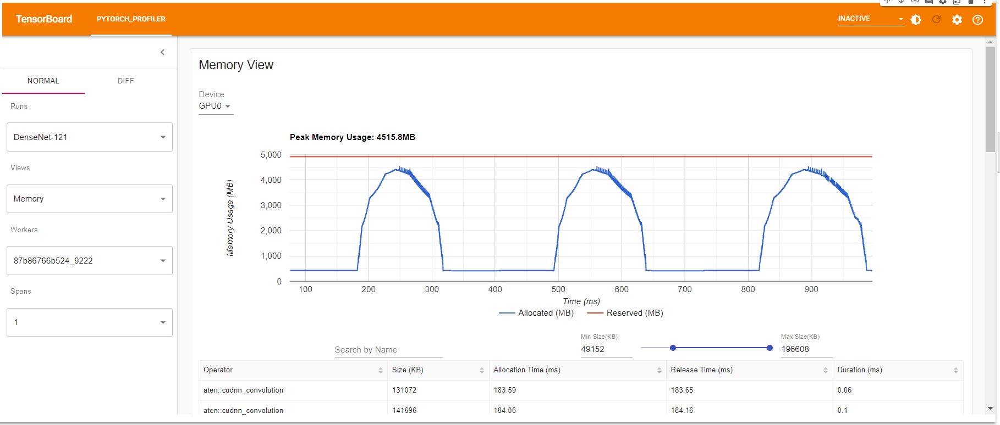 TensorBoard
PYTORCH_PROFILER
INACTIVE
NORMAL
DIFF
Runs
DenseNet-121
Views
Memory
Workers
87b86766b524_9222
Spans
1
Memory View
Device
GPU0
Peak Memory Usage: 4515.8MB
5,000
4,000
3,000
2,000
1,000
0
Memory Usage (MB)
100 200 300 400 500 600 700 800 900
Time (ms)
Allocated (MB) Reserved (MB)
Search by Name
Min Size(KB)
49152
Max Size(KB)
196608
Operator Size (KB) Allocation Time (ms) Release Time (ms) Duration (ms)
aten::cudnn_convolution 131072 183.59 183.65 0.06
aten::cudnn_convolution 141696 184.06 184.16 0.1